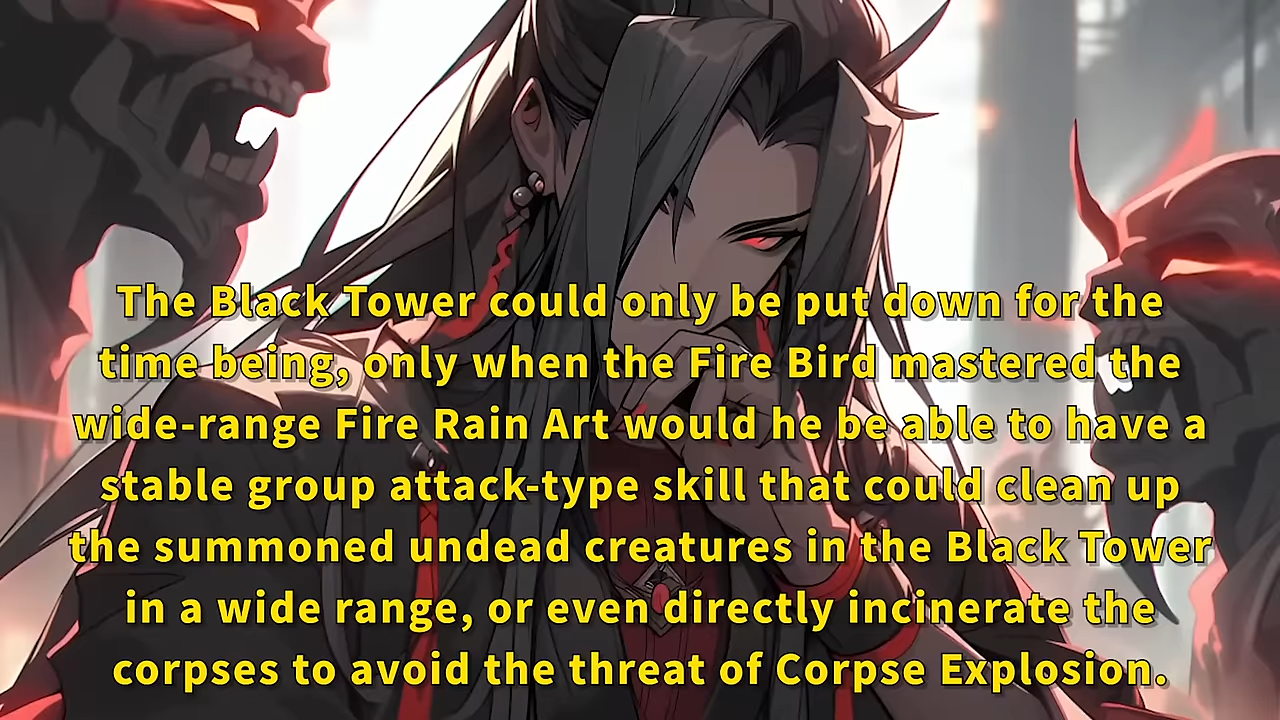 The Black Tower could only be put down for the
time being, only when the Fire Bird mastered the
wide-range Fire Rain Art would he be able to have a
stable group attack-type skill that could clean up
the summoned undead creatures in the Black Tower
in a wide range, or even directly incinerate the
corpses to avoid the threat of Corpse Explosion.